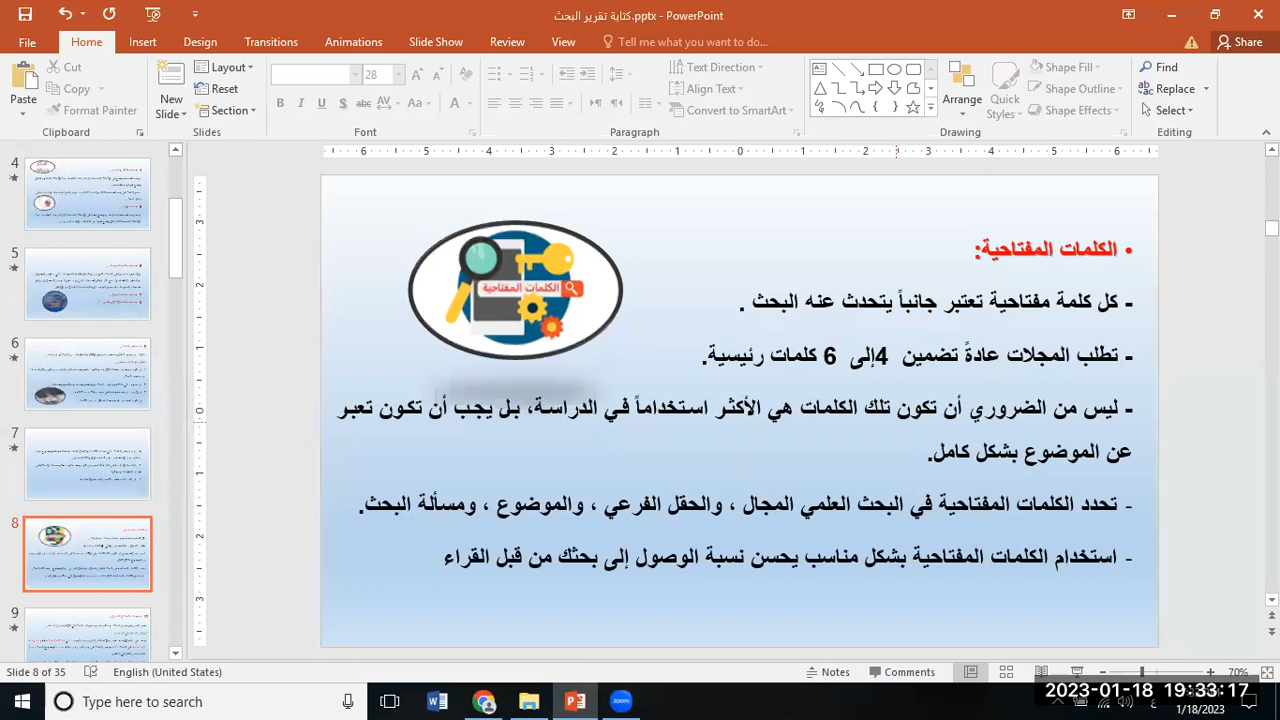 كتابة تقرير البحث.pptx - PowerPoint
File Home Insert Design Transitions Animations Slide Show Review View Tell me what you want to do... Share
Paste Cut Copy Format Painter Clipboard
New Slide Layout Reset Section Slides
28 Font
Paragraph Text Direction Align Text Convert to SmartArt
Arrange Quick Styles Shape Fill Shape Outline Shape Effects Drawing
Find Replace Select Editing
4
5
6
7
8
9
• الكلمات المفتاحية:
الكلمات المفتاحية
- كل كلمة مفتاحية تعتبر جانباً يتحدث عنه البحث .
- تطلب المجلات عادةً تضمين 4إلى 6 كلمات رئيسية.
- ليس من الضروري أن تكون تلك الكلمات هي الأكثر استخداماً في الدراسة، بل يجب أن تكون تعبر
عن الموضوع بشكل كامل.
- تحدد الكلمات المفتاحية في البحث العلمي المجال ، والحقل الفرعي ، والموضوع ، ومسألة البحث.
- استخدام الكلمات المفتاحية بشكل مناسب يحسن نسبة الوصول إلى بحثك من قبل القراء
Slide 8 of 35 English (United States) Notes Comments 70%
Type here to search
2023-01-18 19:33:17
1/18/2023